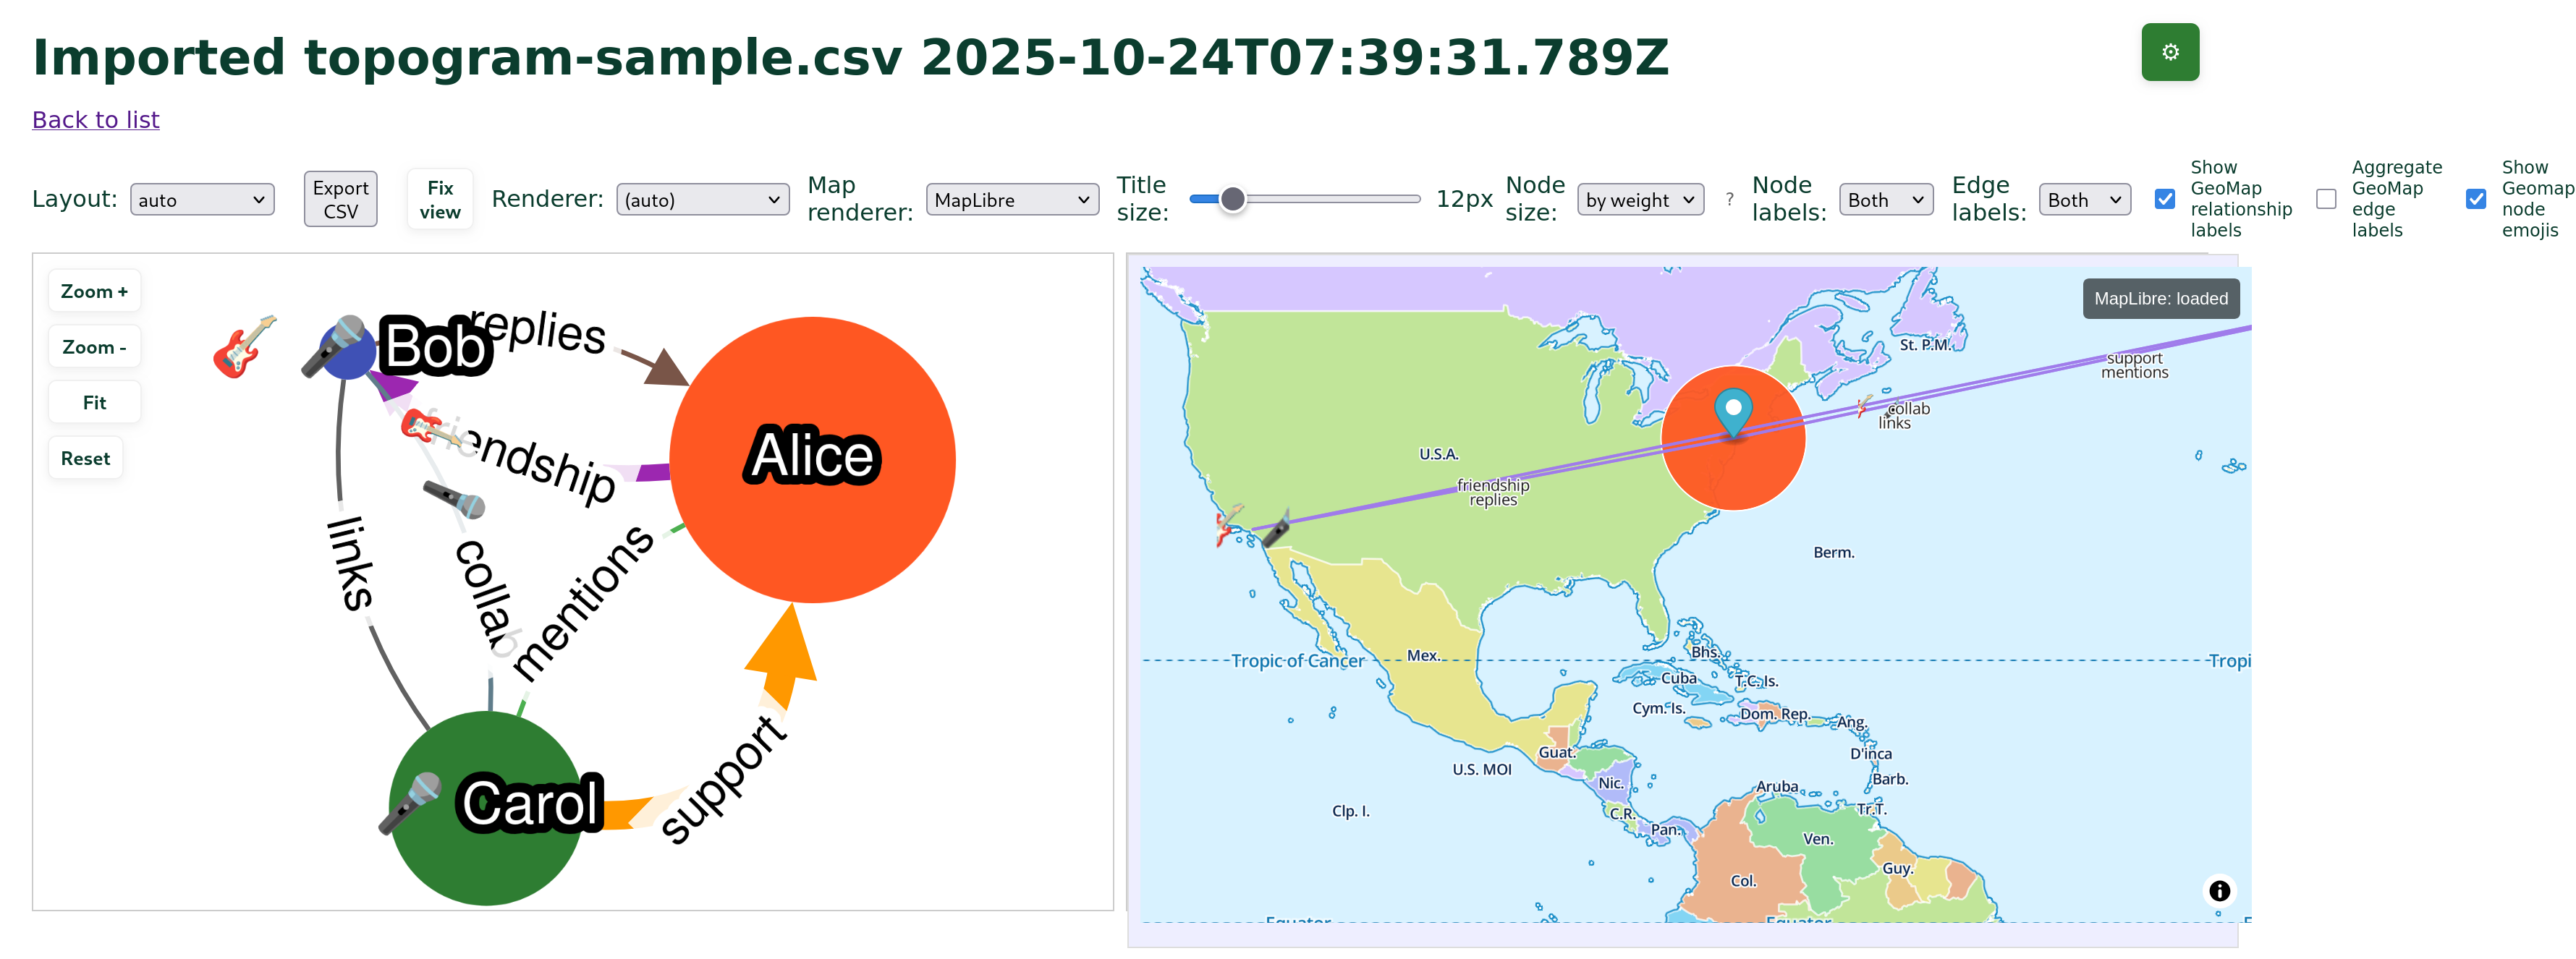 Imported topogram-sample.csv 2025-10-24T07:39:31.789Z
⚙
Back to list
Layout:
auto
Export
CSV
Fix
view
Renderer:
(auto)
Map
renderer:
MapLibre
Title
size:
12px
Node
size:
by weight
?
Node
labels:
Both
Edge
labels:
Both
Show
GeoMap
relationship
labels
Aggregate
GeoMap
edge
labels
Show
Geomap
node
emojis
Zoom +
Zoom -
Fit
Reset
Bob
replies
Alice
friendship
links
collab
mentions
Carol
support
MapLibre: loaded
St. P.M.
support
mentions
collab
links
U.S.A.
friendship
replies
Berm.
Tropic of Cancer
Tropi
Mex.
Bhs.
Cuba
T.C. Is.
Cym. Is.
Dom. Rep.
Ang.
Guat.
D'inca
U.S. MOI
Nic.
Barb.
Aruba
Clp. I.
C.R.
Tr.T.
Pan.
Ven.
Guy.
Col.
Equator
Equator
E